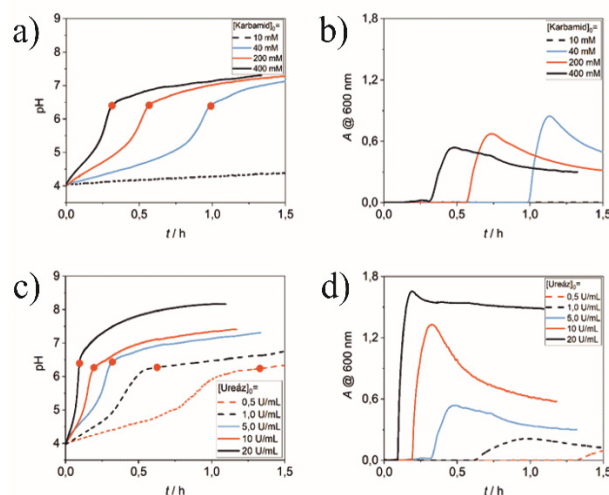 a)
[Karbamid]₀=
10 mM
40 mM
200 mM
400 mM
8
7
6
5
4
pH
0,0 0,5 1,0 1,5
t / h
b)
[Karbamid]₀=
10 mM
40 mM
200 mM
400 mM
1,8
1,2
0,6
0,0
A @ 600 nm
0,0 0,5 1,0 1,5
t / h
c)
[Ureáz]₀=
0,5 U/mL
1,0 U/mL
5,0 U/mL
10 U/mL
20 U/mL
9
8
7
6
5
4
pH
0,0 0,5 1,0 1,5
t / h
d)
[Ureáz]₀=
0,5 U/mL
1,0 U/mL
5,0 U/mL
10 U/mL
20 U/mL
1,8
1,2
0,6
0,0
A @ 600 nm
0,0 0,5 1,0 1,5
t / h